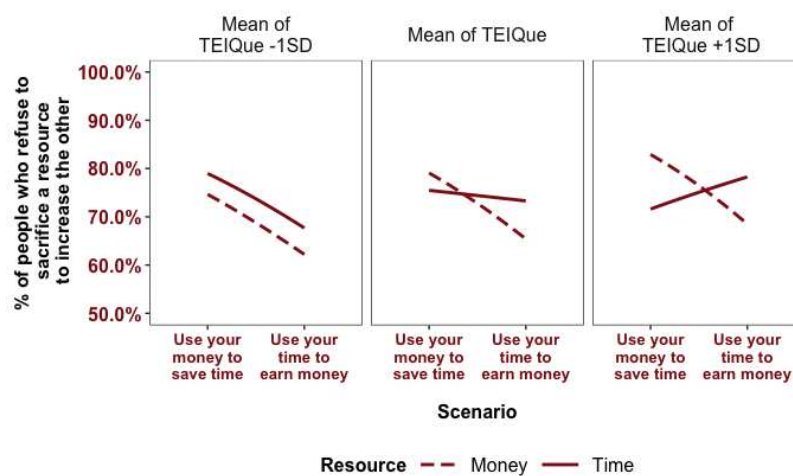 Mean of
TEIQue -1SD
Mean of TEIQue
Mean of
TEIQue +1SD
% of people who refuse to
sacrifice a resource
to increase the other
100.0%
90.0%
80.0%
70.0%
60.0%
50.0%
Use your
money to
save time
Use your
time to
earn money
Use your
money to
save time
Use your
time to
earn money
Use your
money to
save time
Use your
time to
earn money
Scenario
Resource Money Time